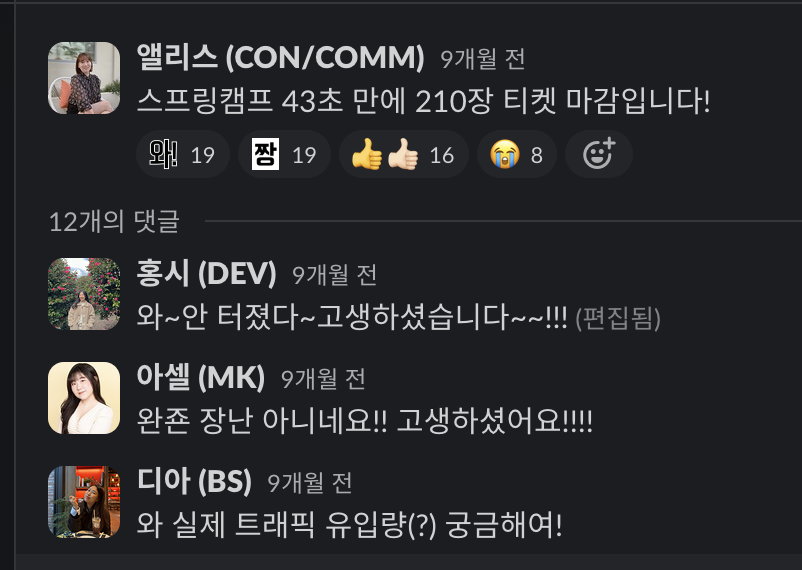 앨리스 (CON/COMM) 9개월 전
스프링캠프 43초 만에 210장 티켓 마감입니다!
와! 19 짱 19 16 8
12개의 댓글
홍시 (DEV) 9개월 전
와~안 터졌다~고생하셨습니다~~!!! (편집됨)
아셀 (MK) 9개월 전
완죤 장난 아니네요!! 고생하셨어요!!!!
디아 (BS) 9개월 전
와 실제 트래픽 유입량(?) 궁금해여!